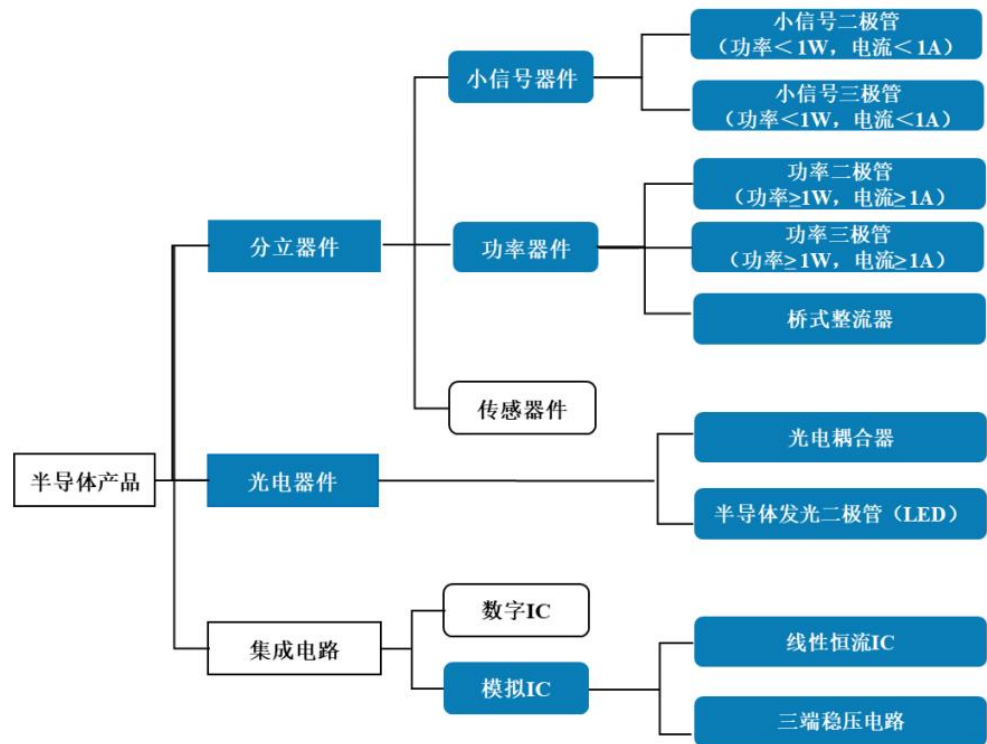 小信号二极管
（功率＜1W，电流＜1A）
小信号器件
小信号三极管
（功率＜1W，电流＜1A）
功率二极管
（功率≥1W，电流≥1A）
分立器件
功率器件
功率三极管
（功率≥1W，电流≥1A）
桥式整流器
传感器件
光电耦合器
半导体产品
光电器件
半导体发光二极管（LED）
数字IC
集成电路
线性恒流IC
模拟IC
三端稳压电路